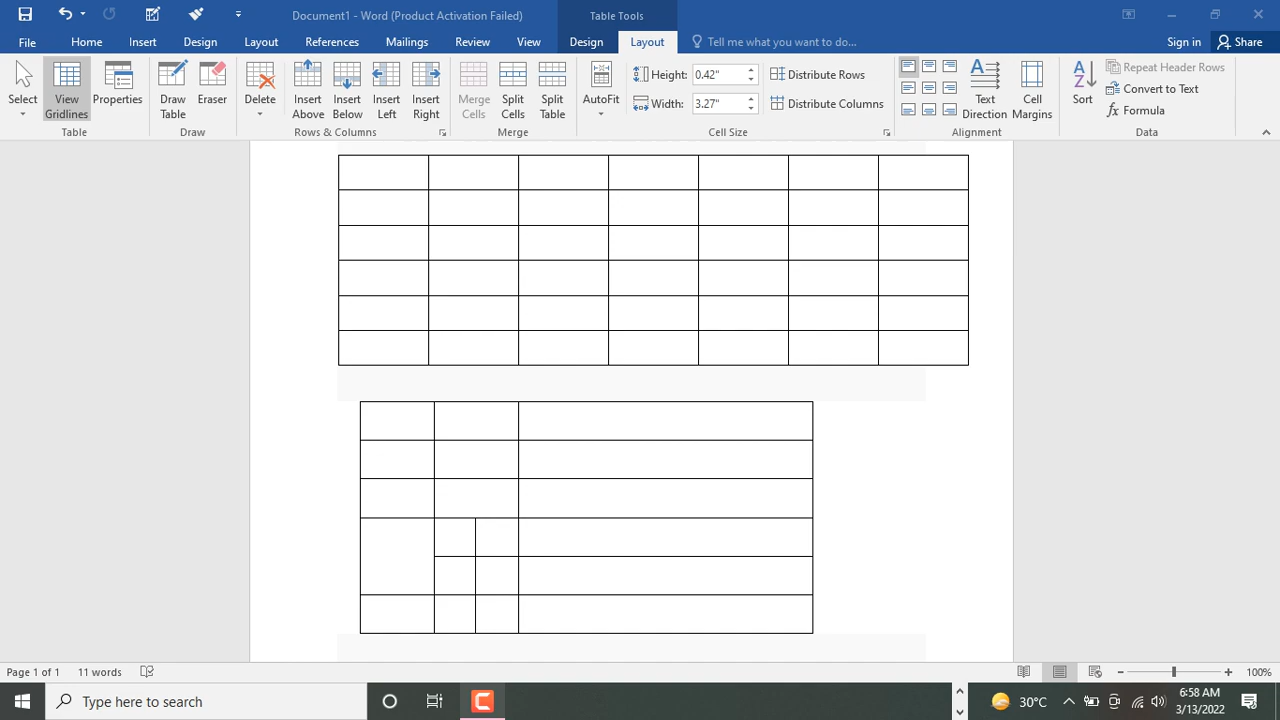 Document1 - Word (Product Activation Failed)
Table Tools
File Home Insert Design Layout References Mailings Review View Design Layout Tell me what you want to do... Sign in Share
Select
View Gridlines
Properties
Table
Draw Table
Eraser
Draw
Delete
Insert Above
Insert Below
Insert Left
Insert Right
Rows & Columns
Merge Cells
Split Cells
Split Table
Merge
AutoFit
Height: 0.42"
Width: 3.27"
Distribute Rows
Distribute Columns
Cell Size
Text Direction
Cell Margins
Alignment
A Z Sort
Repeat Header Rows
Convert to Text
fx Formula
Data
Page 1 of 1 11 words 100%
Type here to search
30°C
6:58 AM
3/13/2022